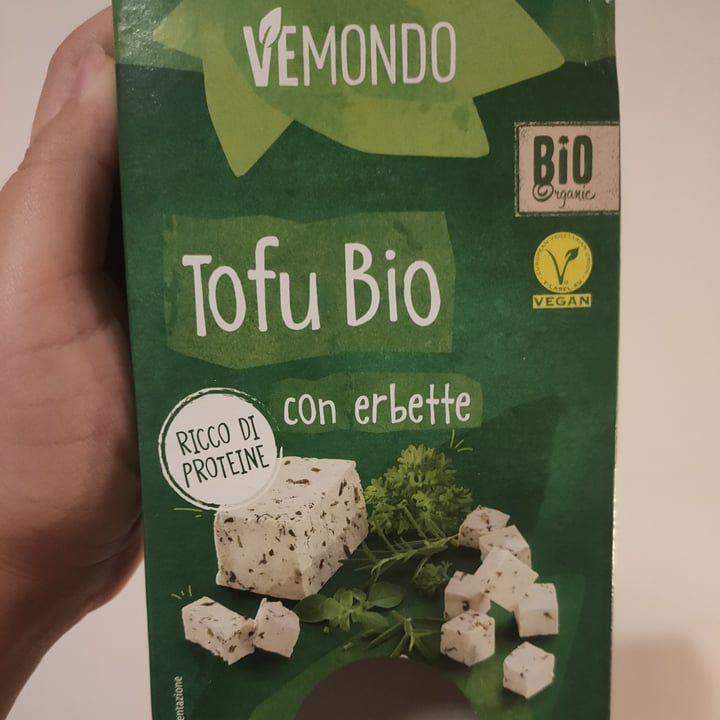 VEMONDO
BiO
Organic
VEGAN
Tofu Bio
con erbette
RICCO DI
PROTEINE